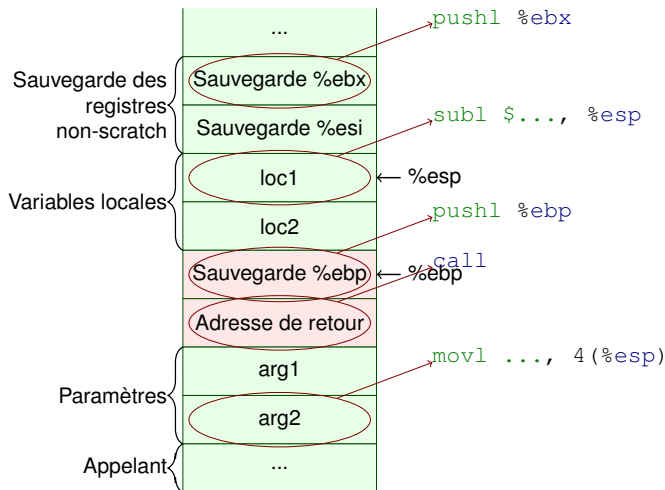 ...
pushl %ebx
Sauvegarde des
registres
non-scratch
Sauvegarde %ebx
Sauvegarde %esi
subl $..., %esp
Variables locales
loc1
← %esp
loc2
pushl %ebp
Sauvegarde %ebp
← %ebp
call
Adresse de retour
Paramètres
arg1
movl ..., 4(%esp)
arg2
Appelant
...